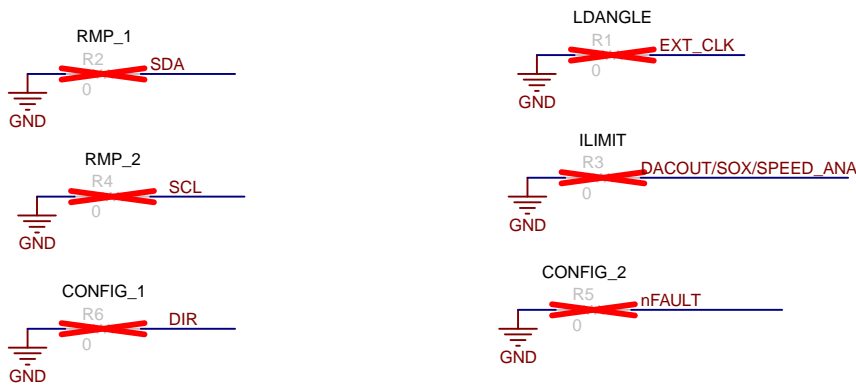 RMP_1
R2
SDA
0
GND
RMP_2
R4
SCL
0
GND
CONFIG_1
R6
DIR
0
GND
LDANGLE
R1
EXT_CLK
0
GND
ILIMIT
R3
DACOUT/SOX/SPEED_ANA
0
GND
CONFIG_2
R5
nFAULT
0
GND